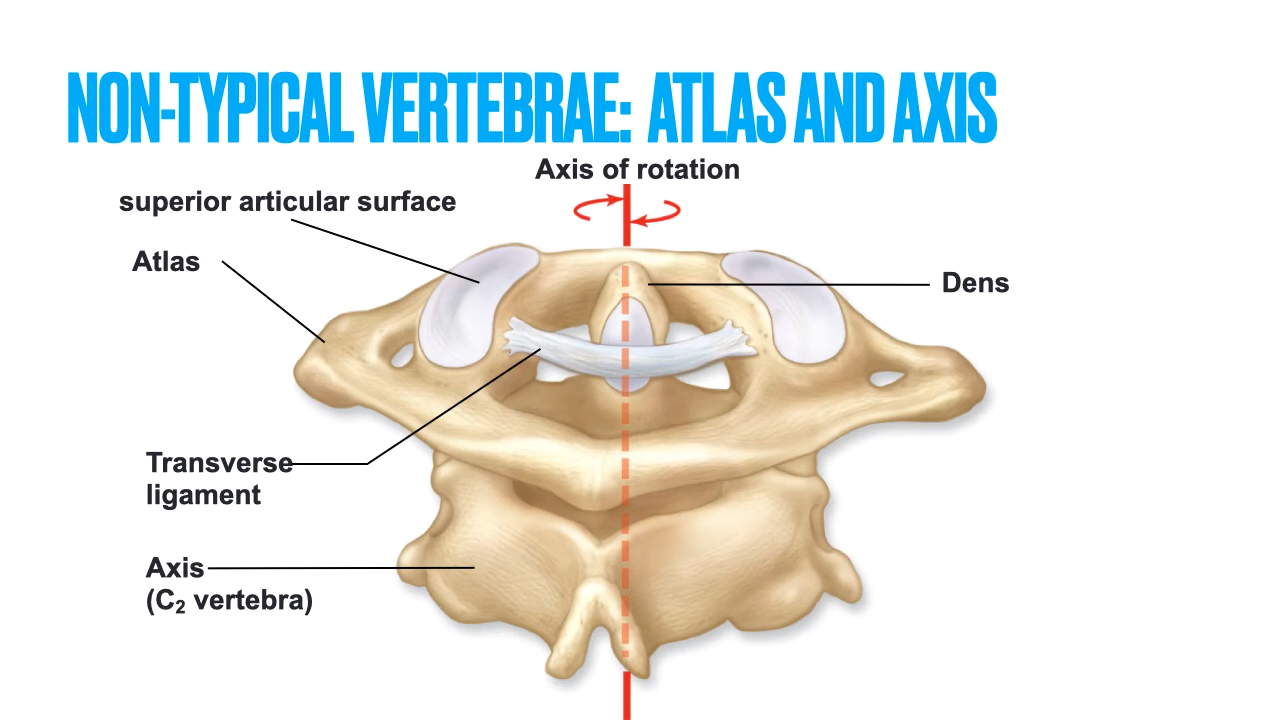 NON-TYPICAL VERTEBRAE: ATLAS AND AXIS
Axis of rotation
superior articular surface
Atlas
Dens
Transverse
ligament
Axis
(C₂ vertebra)